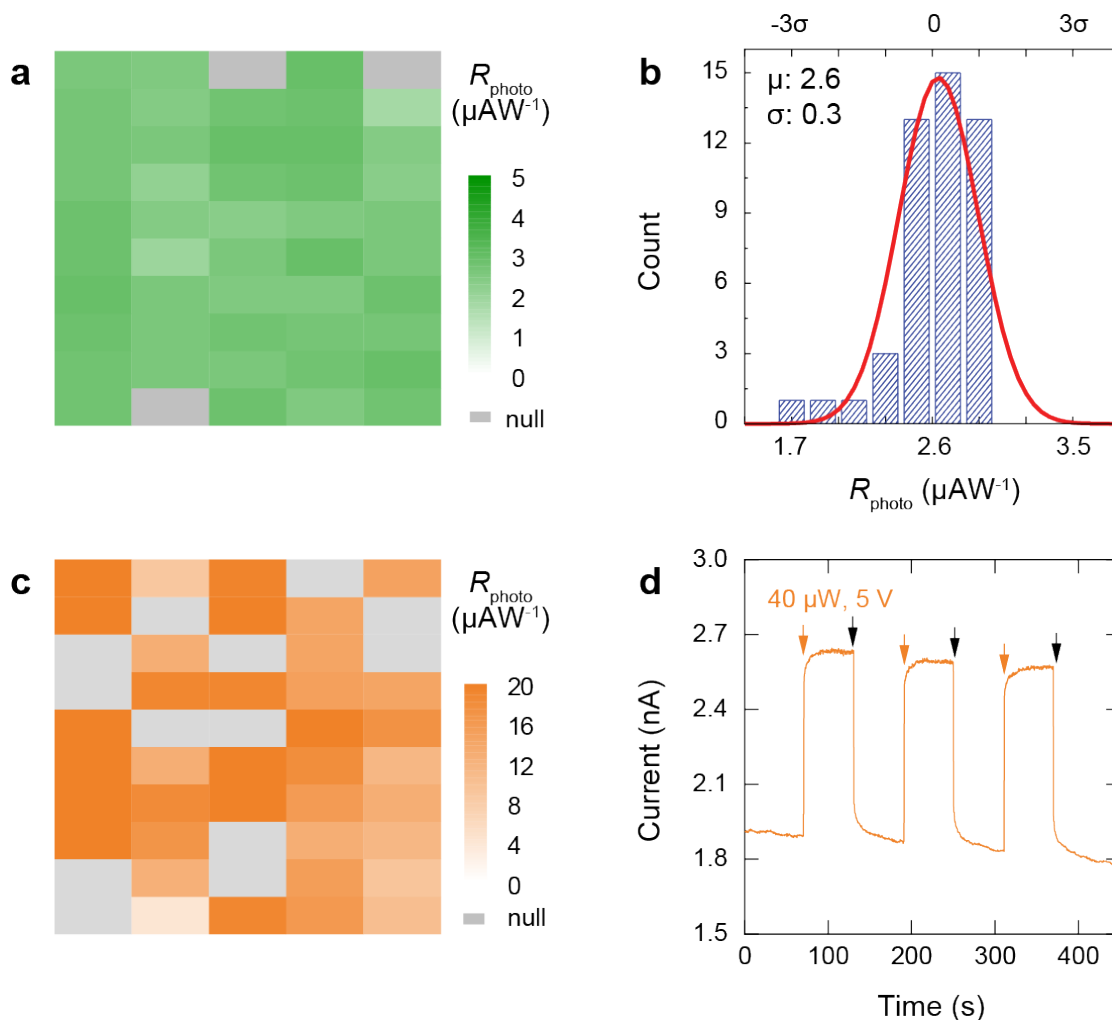 a
R photo
(µAW-1)
5
4
3
2
1
0
null
b
-3σ 0 3σ
µ: 2.6
σ: 0.3
15
12
9
6
3
0
Count
1.7 2.6 3.5
R photo (µAW-1)
c
R photo
(µAW-1)
20
16
12
8
4
0
null
d
40 µW, 5 V
3.0
2.7
2.4
2.1
1.8
1.5
Current (nA)
0 100 200 300 400
Time (s)